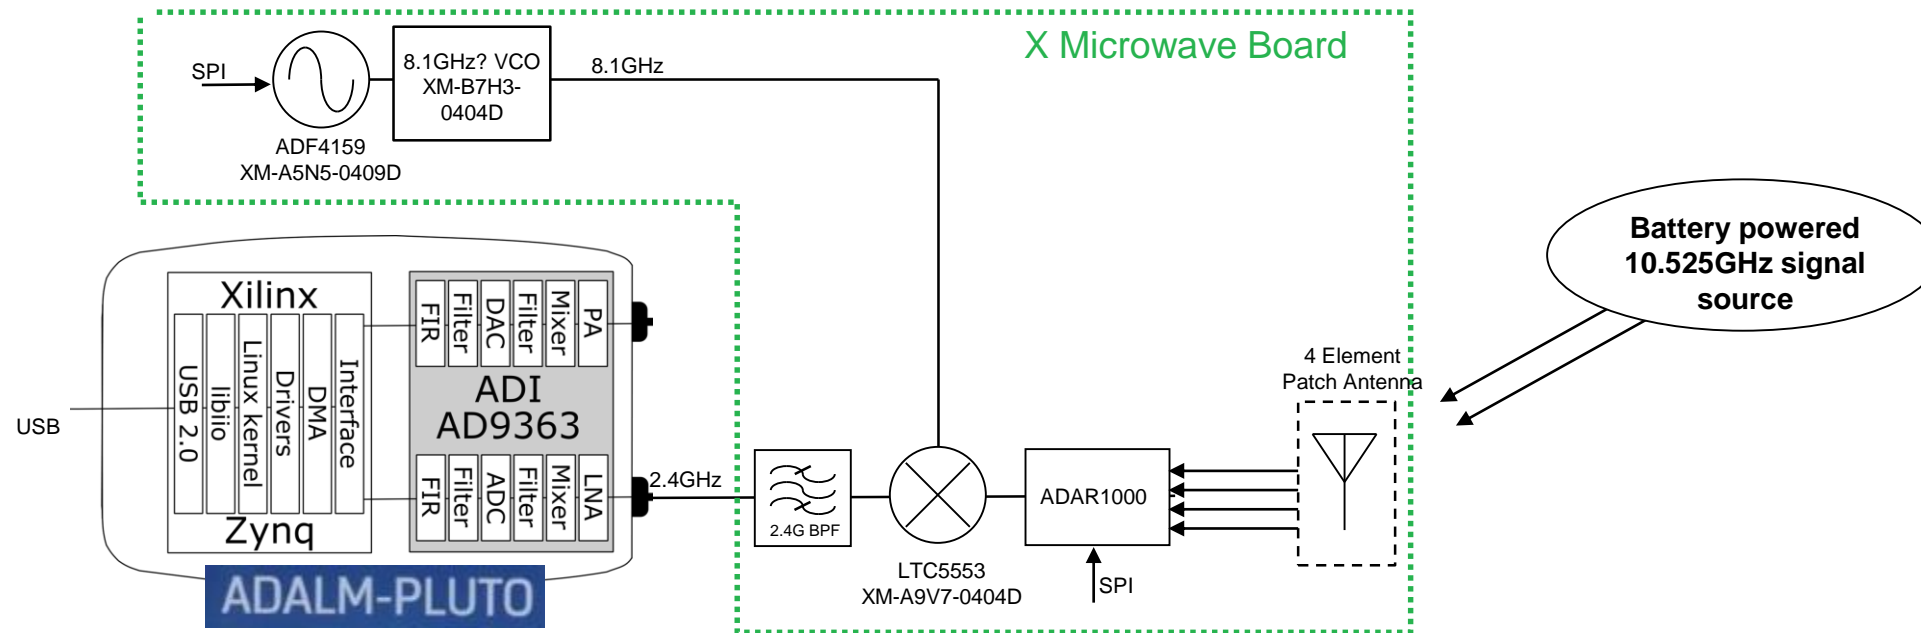 X Microwave Board
SPI
8.1GHz? VCO
XM-B7H3-
0404D
8.1GHz
ADF4159
XM-A5N5-0409D
Battery powered
10.525GHz signal
source
Xilinx
USB 2.0
libiio
Linux kernel
Drivers
DMA
Interface
Zynq
FIR
Filter
DAC
Filter
Mixer
PA
ADI
AD9363
FIR
Filter
ADC
Filter
Mixer
LNA
USB
ADALM-PLUTO
2.4GHz
2.4G BPF
LTC5553
XM-A9V7-0404D
ADAR1000
SPI
4 Element
Patch Antenna